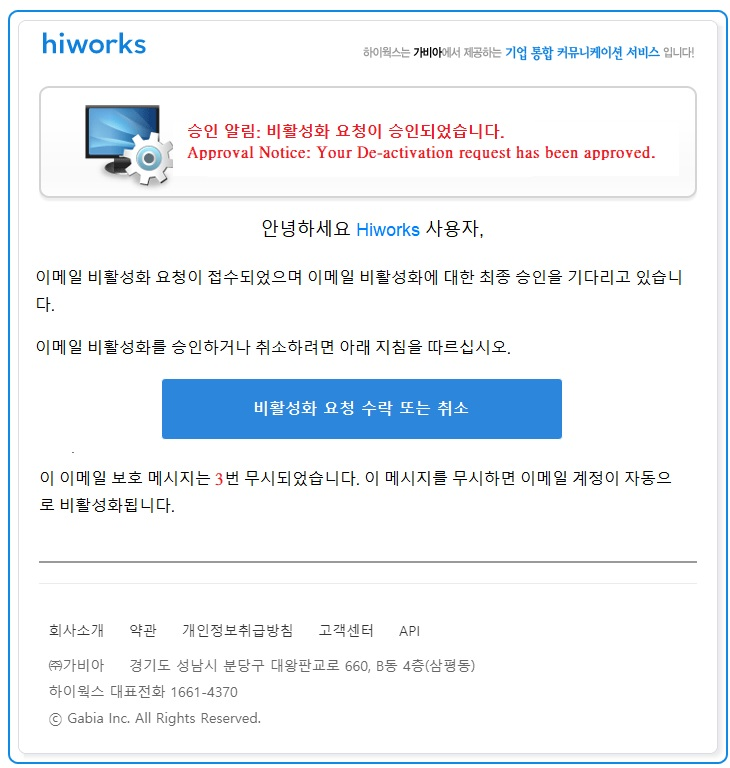 hiworks
하이웍스는 가비아에서 제공하는 기업 통합 커뮤니케이션 서비스 입니다!
승인 알림: 비활성화 요청이 승인되었습니다.
Approval Notice: Your De-activation request has been approved.
안녕하세요 Hiworks 사용자,
이메일 비활성화 요청이 접수되었으며 이메일 비활성화에 대한 최종 승인을 기다리고 있습니
다.
이메일 비활성화를 승인하거나 취소하려면 아래 지침을 따르십시오.
비활성화 요청 수락 또는 취소
.
이 이메일 보호 메시지는 3번 무시되었습니다. 이 메시지를 무시하면 이메일 계정이 자동으
로 비활성화됩니다.
회사소개 약관 개인정보취급방침 고객센터 API
㈜가비아 경기도 성남시 분당구 대왕판교로 660, B동 4층(삼평동)
하이웍스 대표전화 1661-4370
ⓒ Gabia Inc. All Rights Reserved.